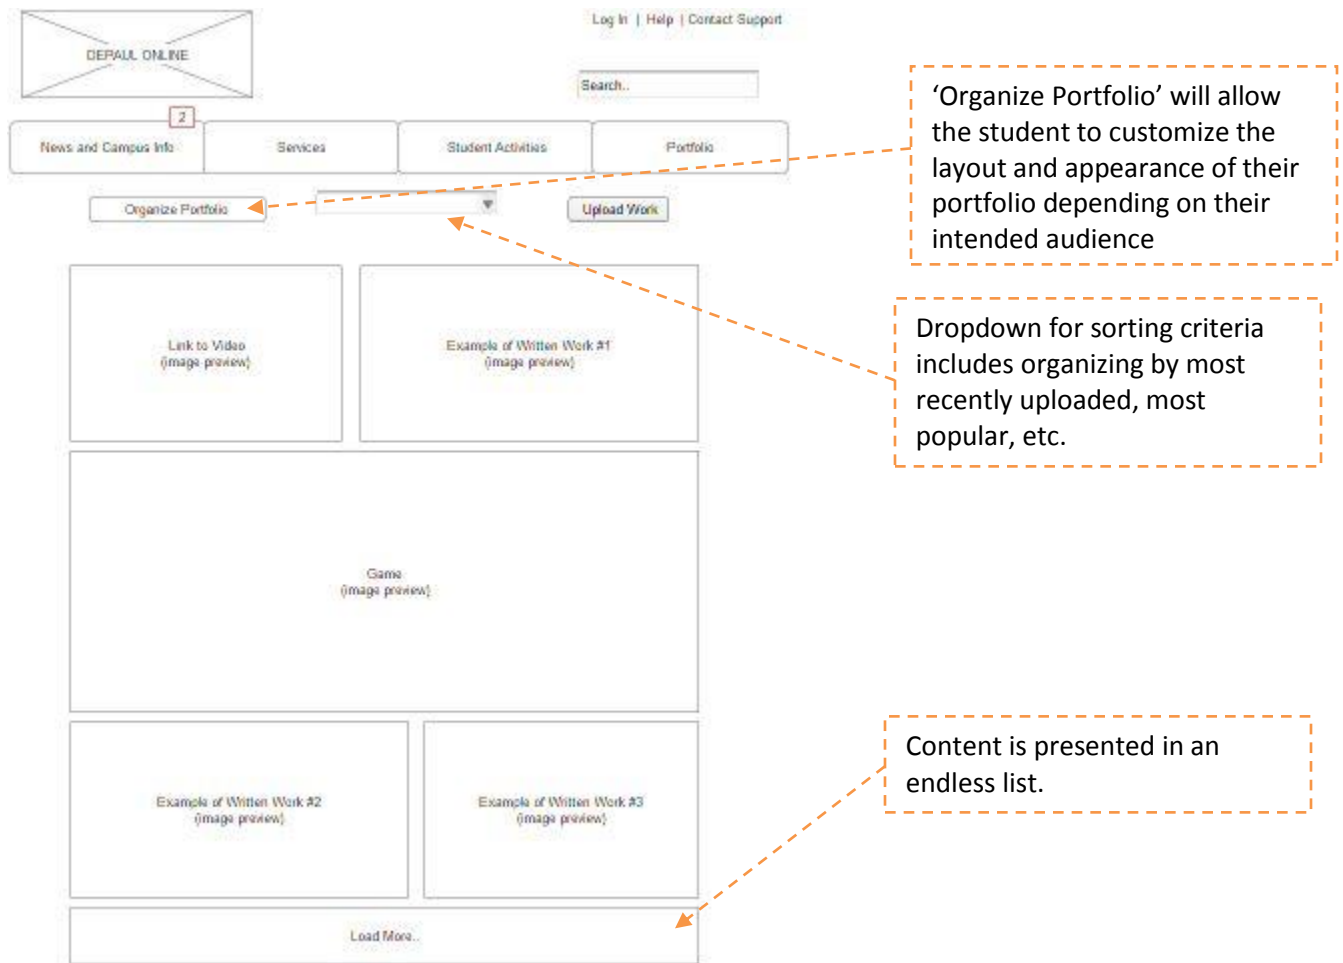 Log In | Help | Contact Support
DEPAUL ONLINE
Search..
2
News and Campus Info
Services
Student Activities
Portfolio
Organize Portfolio
Upload Work
‘Organize Portfolio’ will allow
the student to customize the
layout and appearance of their
portfolio depending on their
intended audience
Link to Video
(image preview)
Example of Written Work #1
(image preview)
Dropdown for sorting criteria
includes organizing by most
recently uploaded, most
popular, etc.
Game
(image preview)
Example of Written Work #2
(image preview)
Example of Written Work #3
(image preview)
Content is presented in an
endless list.
Load More..